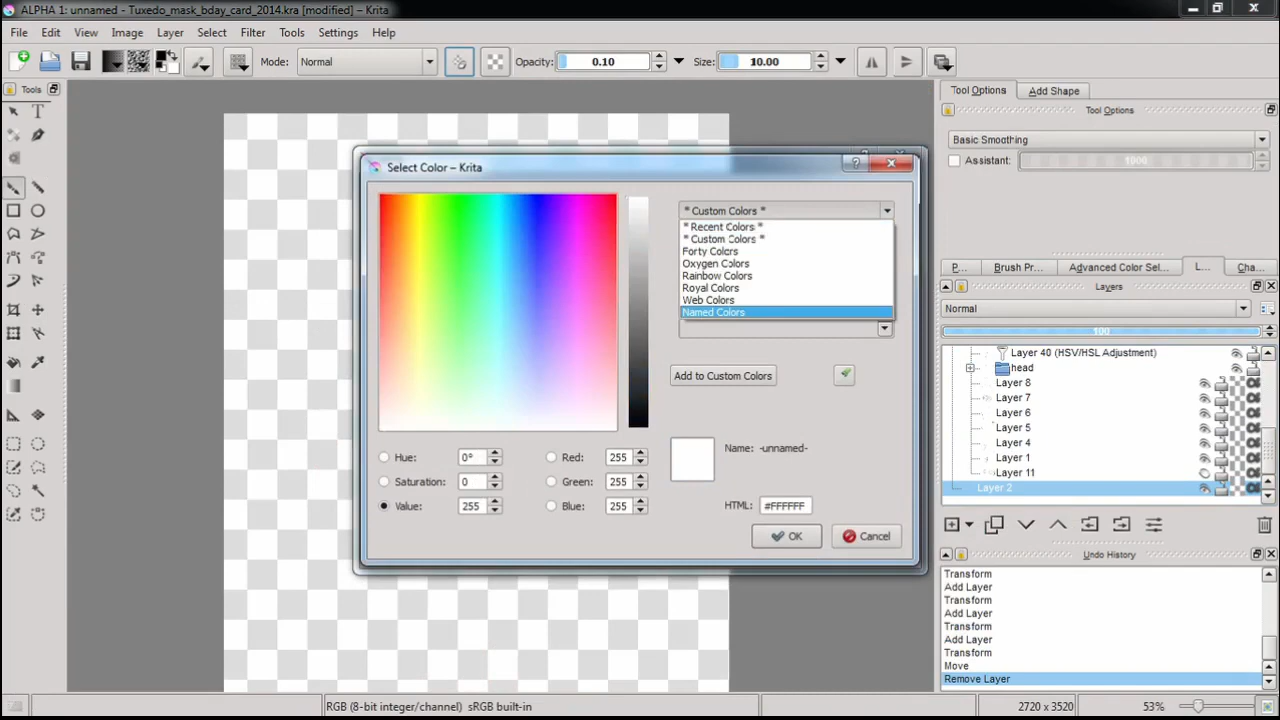 ALPHA 1: unnamed - Tuxedo_mask_bday_card_2014.kra [modified] – Krita
File Edit View Image Layer Select Filter Tools Settings Help
Mode: Normal Opacity: 0.10 Size: 10.00
Tools
T
Select Color – Krita
* Custom Colors *
* Recent Colors *
* Custom Colors *
Forty Colors
Oxygen Colors
Rainbow Colors
Royal Colors
Web Colors
Named Colors
Add to Custom Colors
Hue: 0° Red: 255
Saturation: 0 Green: 255
Value: 255 Blue: 255
Name: -unnamed-
HTML: #FFFFFF
OK Cancel
Tool Options Add Shape
Tool Options
Basic Smoothing
Assistant: 1000
P... Brush Pr... Advanced Color Sel... L... Cha...
Layers
Normal
100
Layer 40 (HSV/HSL Adjustment)
head
Layer 8
Layer 7
Layer 6
Layer 5
Layer 4
Layer 1
Layer 11
Layer 2
Undo History
Transform
Add Layer
Transform
Add Layer
Transform
Add Layer
Transform
Move
Remove Layer
RGB (8-bit integer/channel) sRGB built-in 2720 x 3520 53%